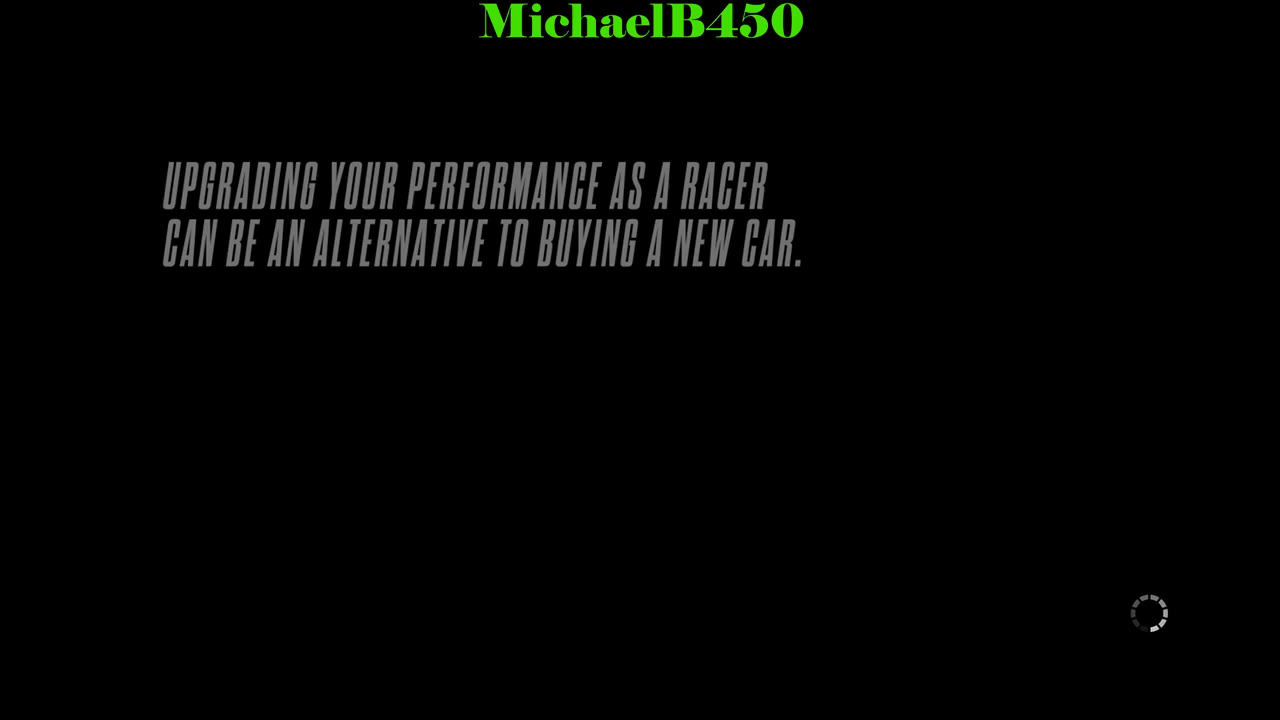 MichaelB450
UPGRADING YOUR PERFORMANCE AS A RACER
CAN BE AN ALTERNATIVE TO BUYING A NEW CAR.